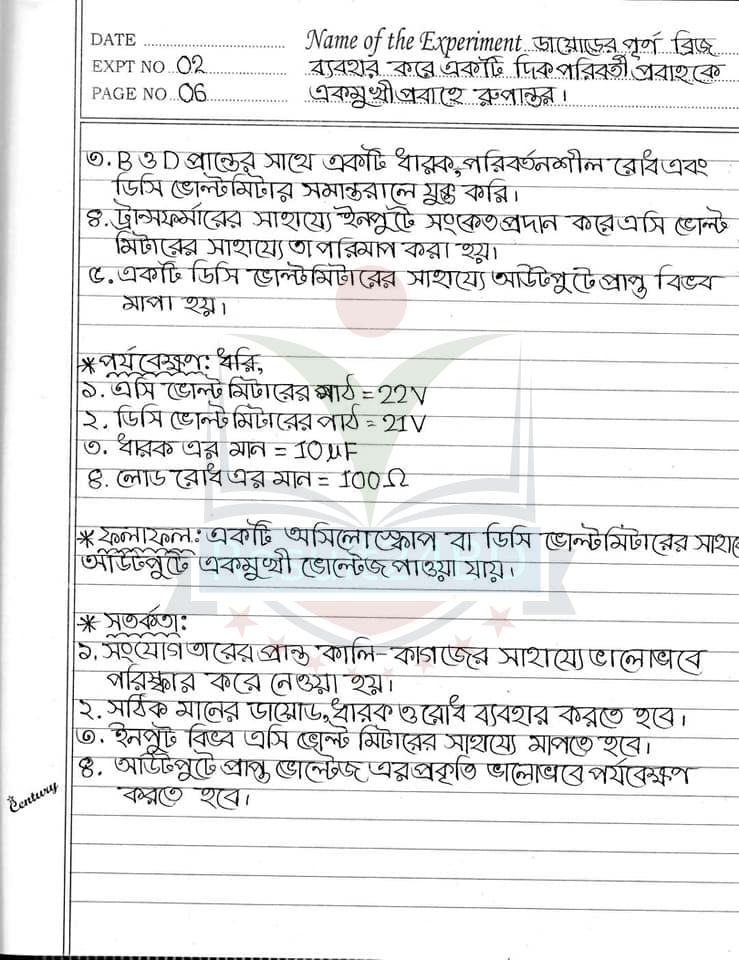 DATE
Name of the Experiment ডায়োডের পূর্ণ ব্রিজ
EXPT NO 02
ব্যবহার করে একটি দিকপরিবর্তী প্রবাহকে
PAGE NO 06
একমুখী প্রবাহে রুপান্তর।
৩. B ও D প্রান্তের সাথে একটি ধারক, পরিবর্তনশীল রোধ এবং
ডিসি ভোল্টমিটার সমান্তরালে যুক্ত করি।
৪. ট্রান্সফর্মারের সাহায্যে ইনপুটে সংকেত প্রদান করে এসি ভোল্ট
মিটারের সাহায্যে তা পরিমাপ করা হয়।
৫. একটি ডিসি ভোল্টমিটারের সাহায্যে আউটপুটে প্রাপ্ত বিভব
মাপা হয়।
*পর্যবেক্ষণ: ধরি,
১. এসি ভোল্ট মিটারের পাঠ = 22V
২. ডিসি ভোল্ট মিটারের পাঠ = 21V
৩. ধারক এর মান = 10μF
৪. লোড রোধ এর মান = 100Ω
*ফলাফল: একটি অসিলোস্কোপ বা ডিসি ভোল্টমিটারের সাহায্যে
আউটপুটে একমুখী ভোল্টেজ পাওয়া যায়।
* সতর্কতা:
১. সংযোগ তারের প্রান্ত কালি-কাগজের সাহায্যে ভালোভবে
পরিস্কার করে নেওয়া হয়।
২. সঠিক মানের ডায়োড, ধারক ও রোধ ব্যবহার করতে হবে।
৩. ইনপুট বিভব এসি ভোল্ট মিটারের সাহায্যে মাপতে হবে।
৪. আউটপুটে প্রাপ্ত ভোল্টেজ এর প্রকৃতি ভালোভবে পর্যবেক্ষণ
করতে হবে।
Century